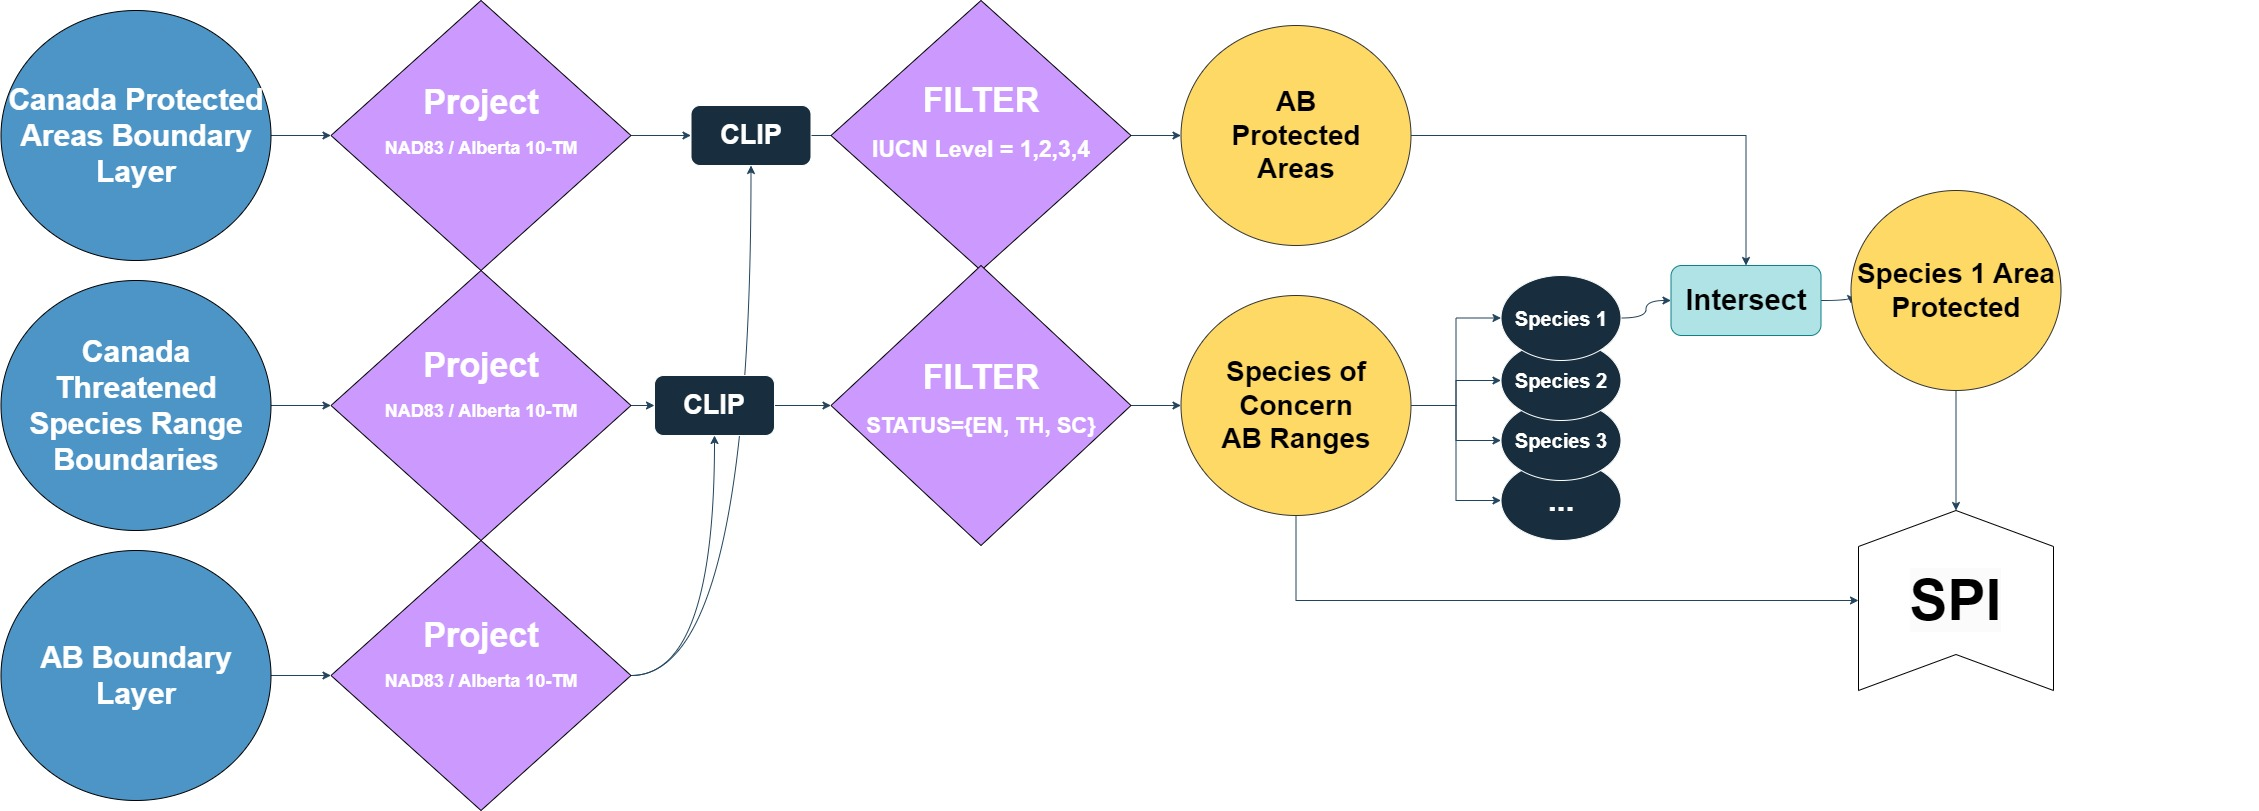 Canada Protected
Areas Boundary
Layer
Project
NAD83 / Alberta 10-TM
CLIP
FILTER
IUCN Level = 1,2,3,4
AB
Protected
Areas
Canada
Threatened
Species Range
Boundaries
Project
NAD83 / Alberta 10-TM
CLIP
FILTER
STATUS={EN, TH, SC}
Species of
Concern
AB Ranges
Species 1
Species 2
Species 3
...
Intersect
Species 1 Area
Protected
AB Boundary
Layer
Project
NAD83 / Alberta 10-TM
SPI